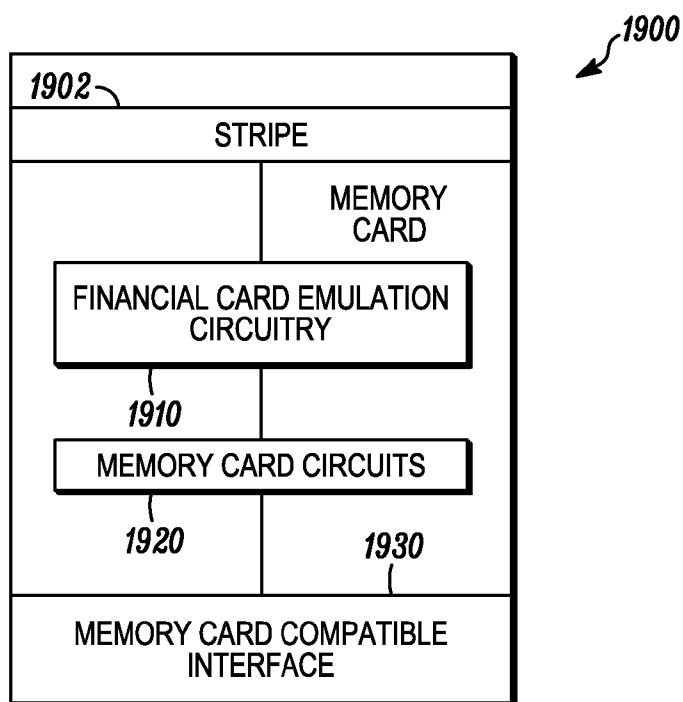 1900
1902
STRIPE
MEMORY
CARD
FINANCIAL CARD EMULATION
CIRCUITRY
1910
MEMORY CARD CIRCUITS
1920
1930
MEMORY CARD COMPATIBLE
INTERFACE